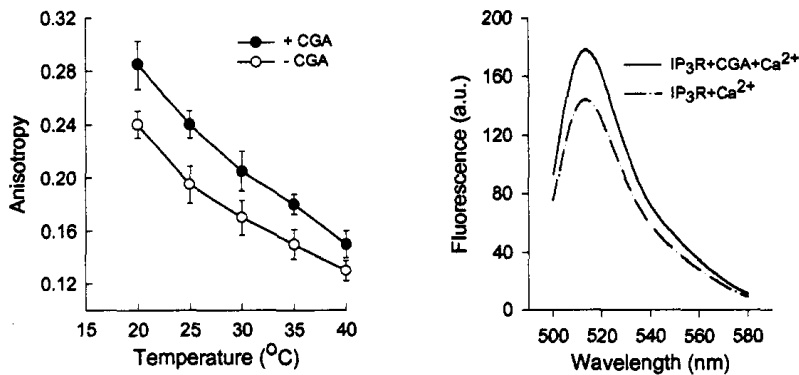 0.32
0.28
0.24
0.20
0.16
0.12
Anisotropy
+ CGA
- CGA
15 20 25 30 35 40
Temperature (°C)
200
160
120
80
40
0
Fluorescence (a.u.)
IP₃R+CGA+Ca²⁺
IP₃R+Ca²⁺
500 520 540 560 580
Wavelength (nm)